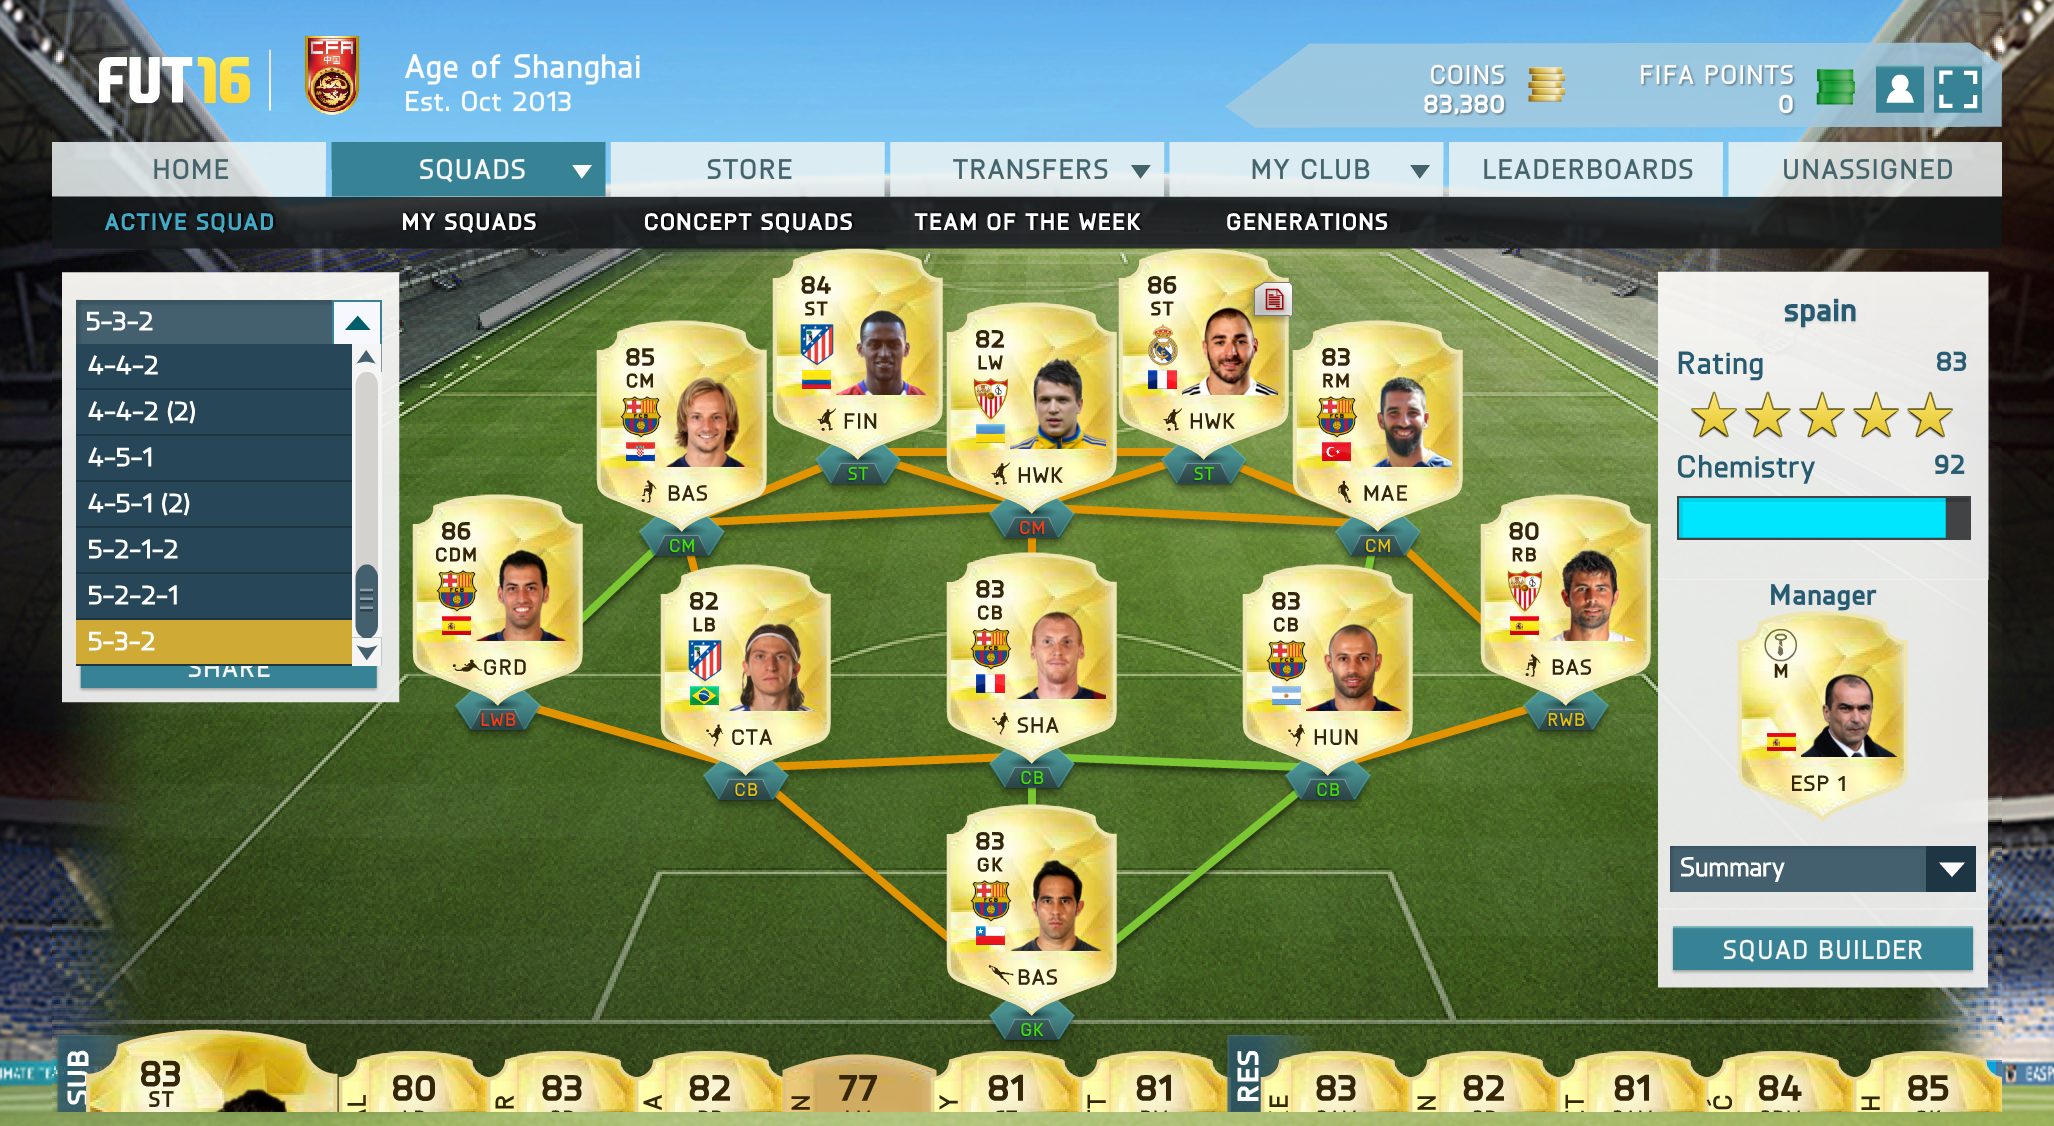 FUT16
CFA
中国
Age of Shanghai
Est. Oct 2013
COINS
83,380
FIFA POINTS
0
HOME
SQUADS
STORE
TRANSFERS
MY CLUB
LEADERBOARDS
UNASSIGNED
ACTIVE SQUAD
MY SQUADS
CONCEPT SQUADS
TEAM OF THE WEEK
GENERATIONS
5-3-2
4-4-2
4-4-2 (2)
4-5-1
4-5-1 (2)
5-2-1-2
5-2-2-1
5-3-2
SHARE
84
ST
FIN
ST
86
ST
HWK
ST
85
CM
BAS
CM
82
LW
HWK
CM
83
RM
MAE
CM
86
CDM
GRD
LWB
82
LB
CTA
CB
83
CB
SHA
CB
83
CB
HUN
CB
80
RB
BAS
RWB
83
GK
BAS
GK
spain
Rating 83
Chemistry 92
Manager
M
ESP 1
Summary
SQUAD BUILDER
SUB
83
ST
80
83
82
77
81
81
RES
83
82
81
84
85